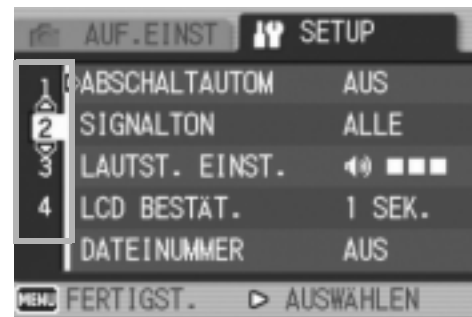 AUF.EINST SETUP
1 ABSCHALTAUTOM AUS
2 SIGNALTON ALLE
3 LAUTST. EINST.
4 LCD BESTÄT. 1 SEK.
DATEINUMMER AUS
MENU FERTIGST. AUSWÄHLEN